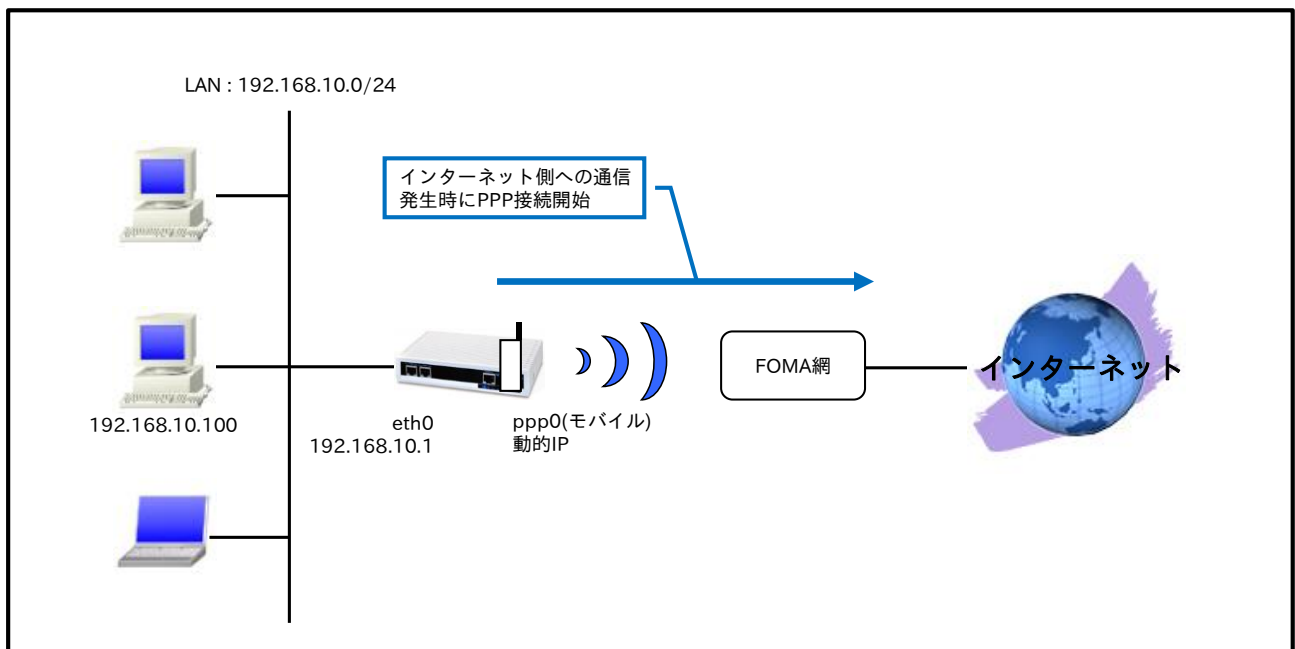 LAN : 192.168.10.0/24
インターネット側への通信
発生時にPPP接続開始
FOMA網
インターネット
192.168.10.100
eth0
192.168.10.1
ppp0(モバイル)
動的IP